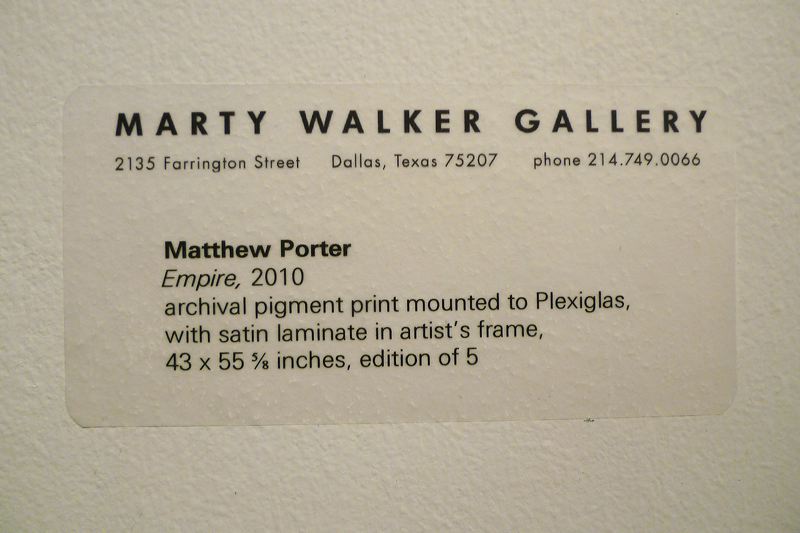 MARTY WALKER GALLERY
2135 Farrington Street Dallas, Texas 75207 phone 214.749.0066
Matthew Porter
Empire, 2010
archival pigment print mounted to Plexiglas,
with satin laminate in artist's frame,
43 x 55 ⅝ inches, edition of 5